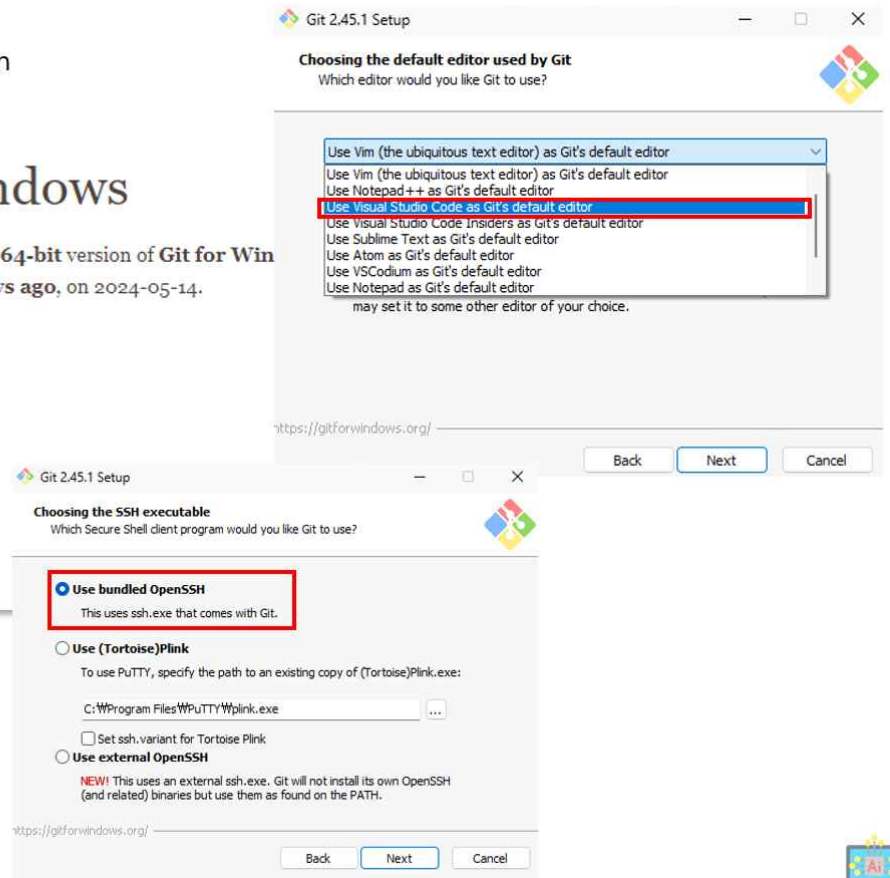 Git 2.45.1 Setup
Choosing the default editor used by Git
Which editor would you like Git to use?
Use Vim (the ubiquitous text editor) as Git's default editor
Use Vim (the ubiquitous text editor) as Git's default editor
Use Notepad++ as Git's default editor
Use Visual Studio Code as Git's default editor
Use Visual Studio Code Insiders as Git's default editor
Use Sublime Text as Git's default editor
Use Atom as Git's default editor
Use VSCodium as Git's default editor
Use Notepad as Git's default editor
may set it to some other editor of your choice.
https://gitforwindows.org/
Back Next Cancel
n
ndows
64-bit version of Git for Win
s ago, on 2024-05-14.
Git 2.45.1 Setup
Choosing the SSH executable
Which Secure Shell client program would you like Git to use?
Use bundled OpenSSH
This uses ssh.exe that comes with Git.
Use (Tortoise)Plink
To use PuTTY, specify the path to an existing copy of (Tortoise)Plink.exe:
C:₩Program Files₩PuTTY₩plink.exe
...
Set ssh.variant for Tortoise Plink
Use external OpenSSH
NEW! This uses an external ssh.exe. Git will not install its own OpenSSH
(and related) binaries but use them as found on the PATH.
https://gitforwindows.org/
Back Next Cancel
Ai